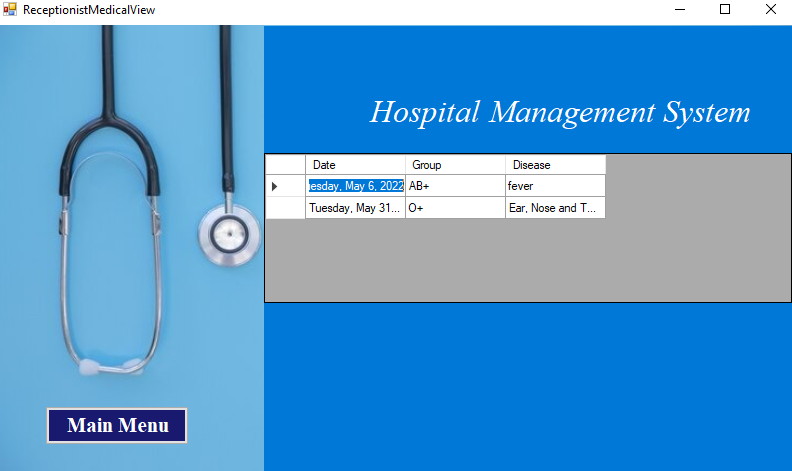 ReceptionistMedicalView
Hospital Management System
Date Group Disease
esday, May 6, 2022 AB+ fever
Tuesday, May 31... O+ Ear, Nose and T...
Main Menu